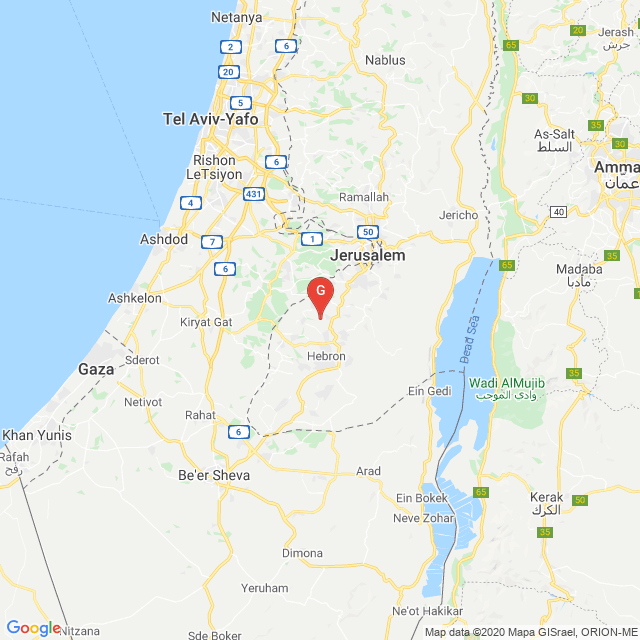 Netanya
6
2
20
Nablus
65
20
Jerash
جرش
30
5
Tel Aviv-Yafo
As-Salt
السلط
35
30
6
Rishon
LeTsiyon
Amma
عمان
431
Ramallah
4
Jericho
40
50
Ashdod
7
1
Jerusalem
35
65
6
Madaba
مادبا
G
Ashkelon
Kiryat Gat
Dead Sea
Hebron
Sderot
Gaza
35
Wadi AlMujib
وادي الموجب
Ein Gedi
Netivot
Rahat
6
Khan Yunis
Rafah
رفح
Be'er Sheva
Arad
65
Ein Bokek
Kerak
الكرك
50
Neve Zohar
35
Dimona
Yeruham
Ne'ot Hakikar
Google
Nitzana
Sde Boker
Map data ©2020 Mapa GISrael, ORION-ME